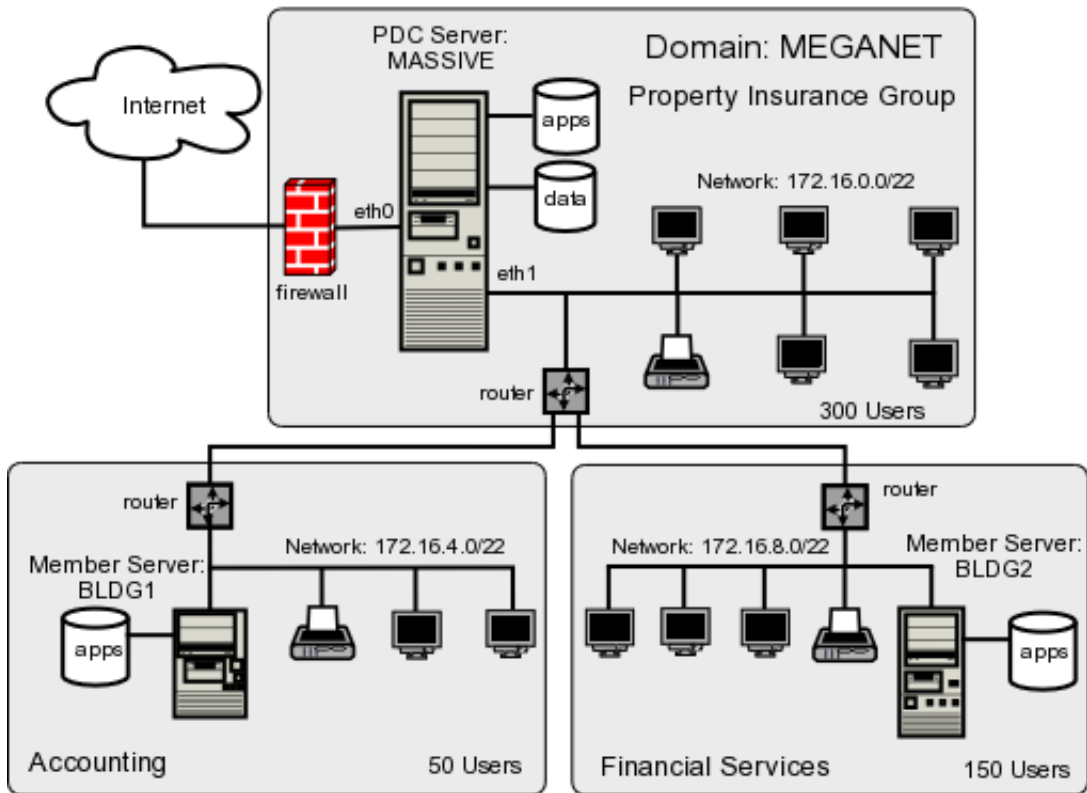 PDC Server:
MASSIVE
Domain: MEGANET
Property Insurance Group
Internet
apps
data
Network: 172.16.0.0/22
eth0
eth1
firewall
router
300 Users
router
Network: 172.16.4.0/22
Member Server:
BLDG1
apps
Accounting
50 Users
router
Network: 172.16.8.0/22
Member Server:
BLDG2
apps
Financial Services
150 Users